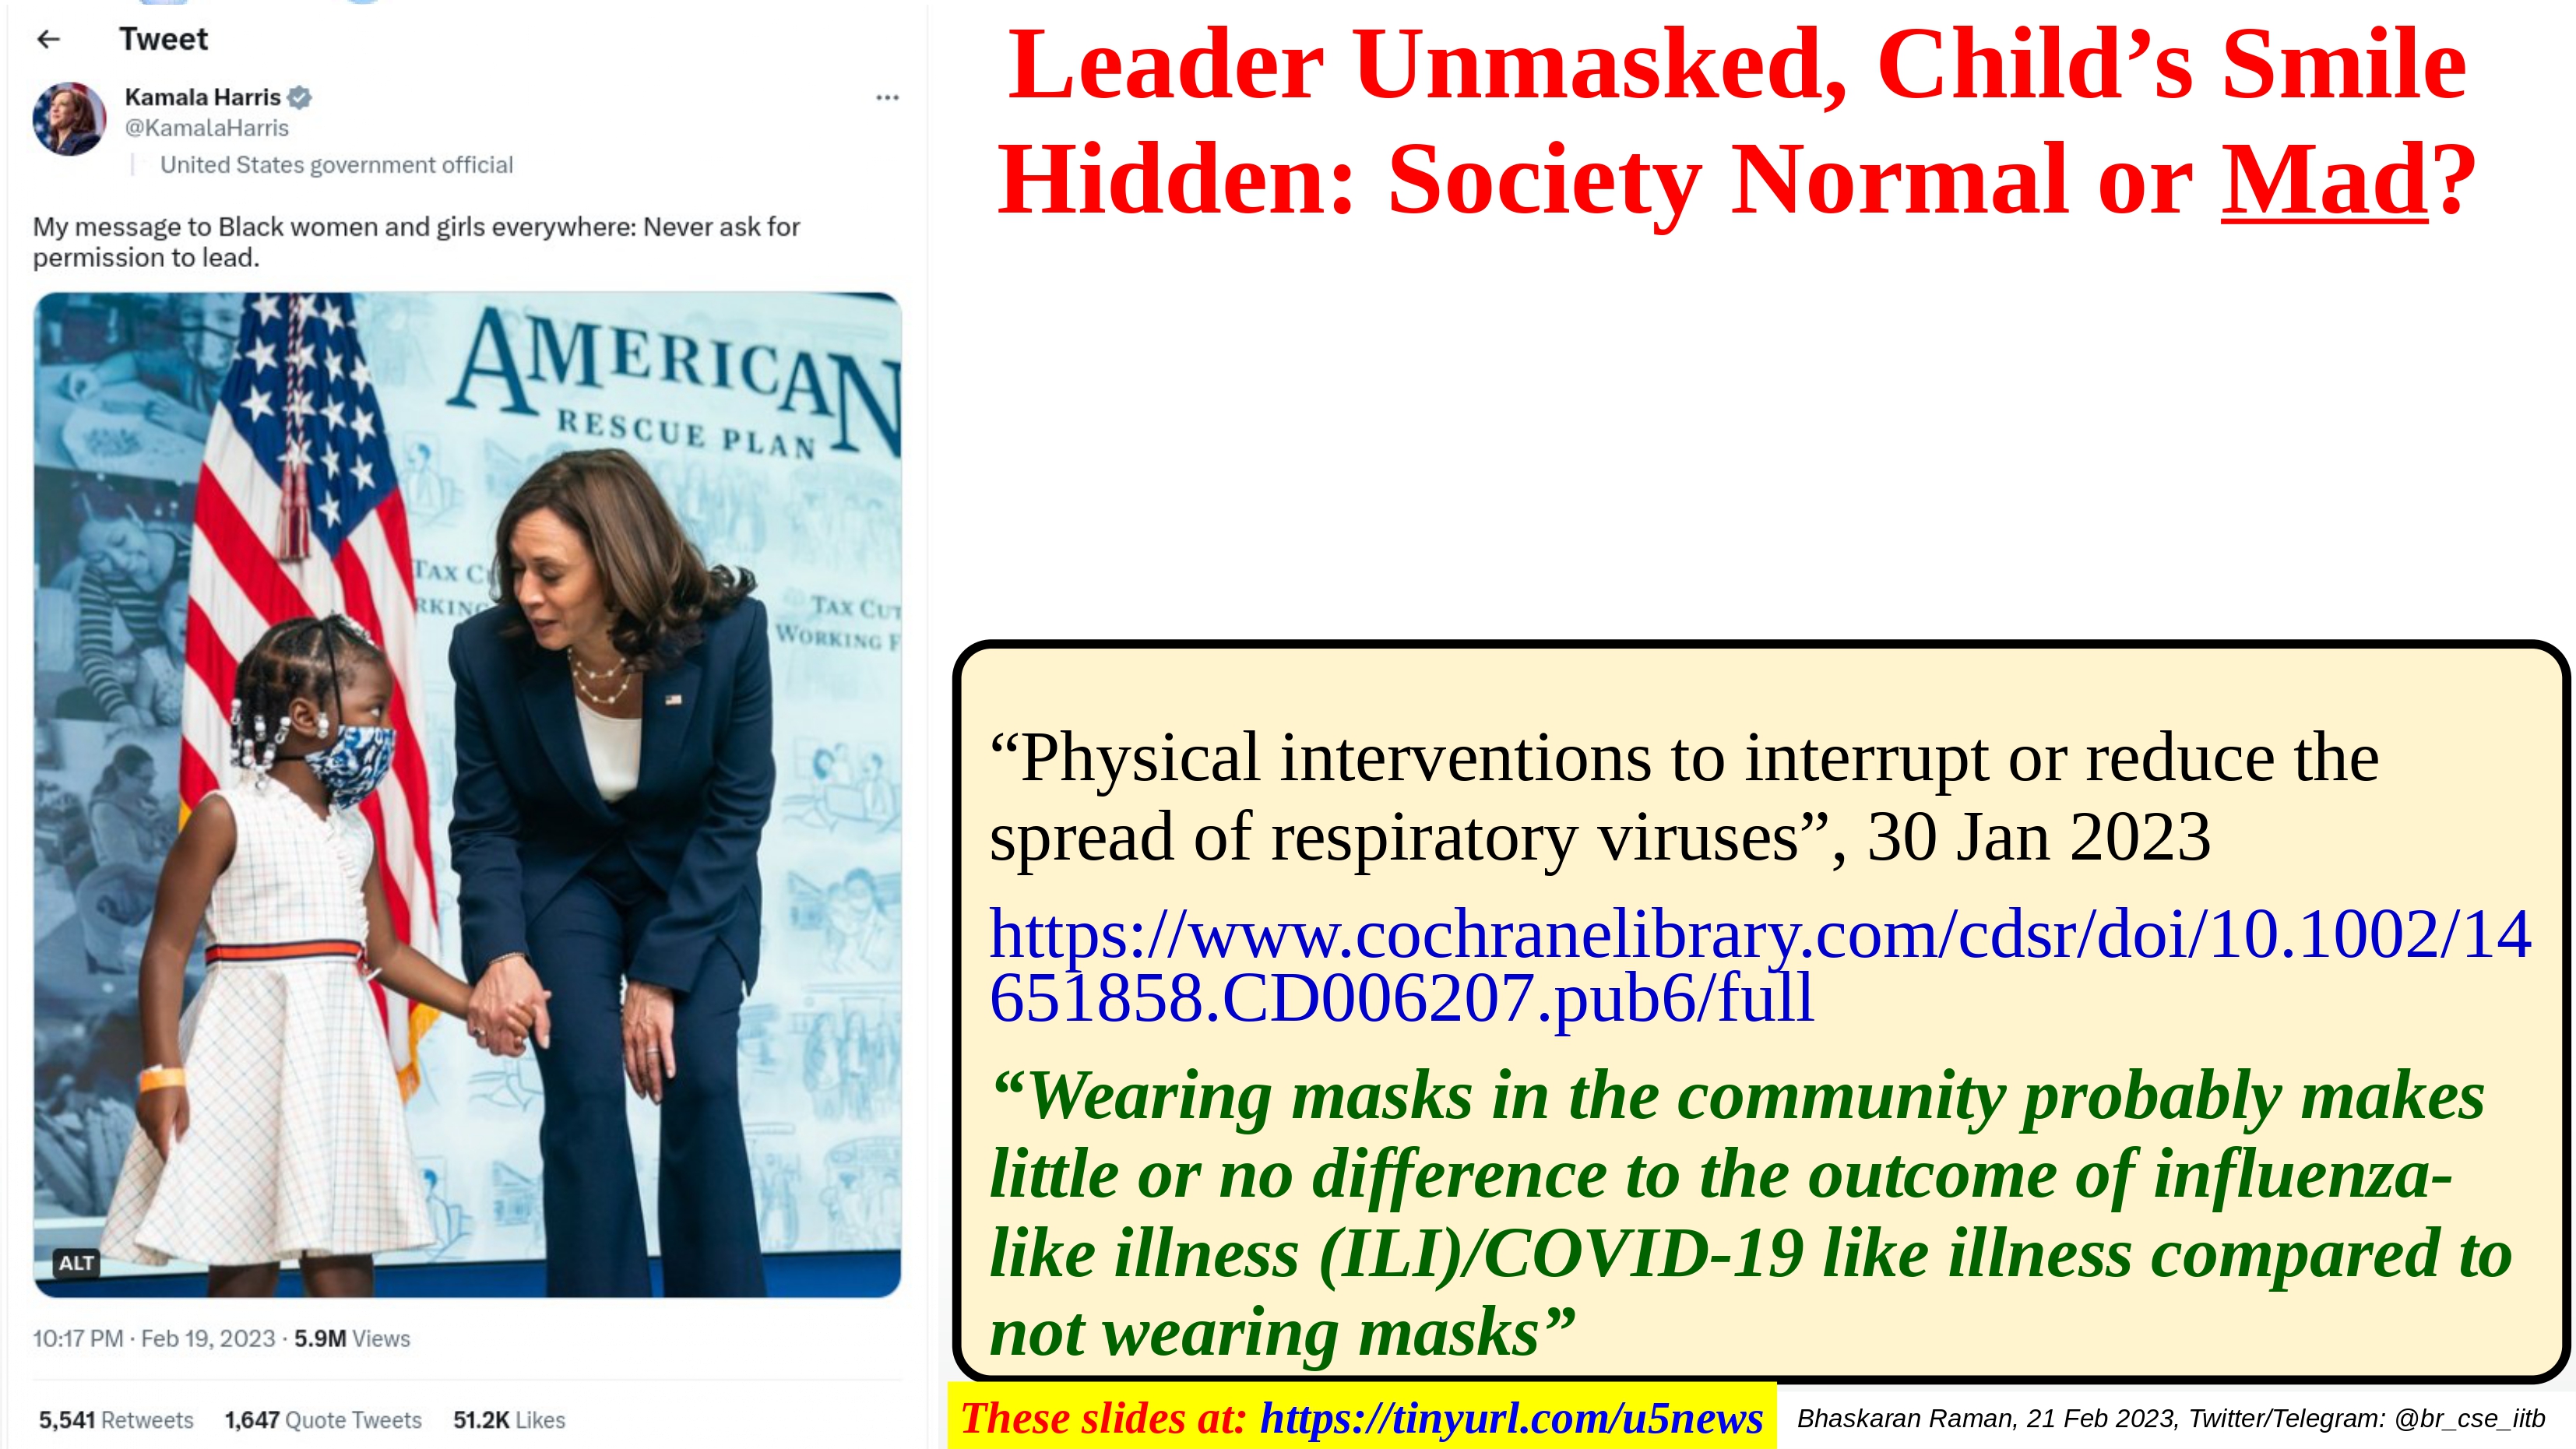 Tweet
Kamala Harris
@KamalaHarris
United States government official
My message to Black women and girls everywhere: Never ask for
permission to lead.
AMERICAN
RESCUE PLAN
TAX C
RKING
TAX CUT
WORKING F
ALT
10:17 PM · Feb 19, 2023 · 5.9M Views
5,541 Retweets 1,647 Quote Tweets 51.2K Likes
Leader Unmasked, Child’s Smile
Hidden: Society Normal or Mad?
“Physical interventions to interrupt or reduce the
spread of respiratory viruses”, 30 Jan 2023
https://www.cochranelibrary.com/cdsr/doi/10.1002/14
651858.CD006207.pub6/full
“Wearing masks in the community probably makes
little or no difference to the outcome of influenza-
like illness (ILI)/COVID-19 like illness compared to
not wearing masks”
These slides at: https://tinyurl.com/u5news
Bhaskaran Raman, 21 Feb 2023, Twitter/Telegram: @br_cse_iitb